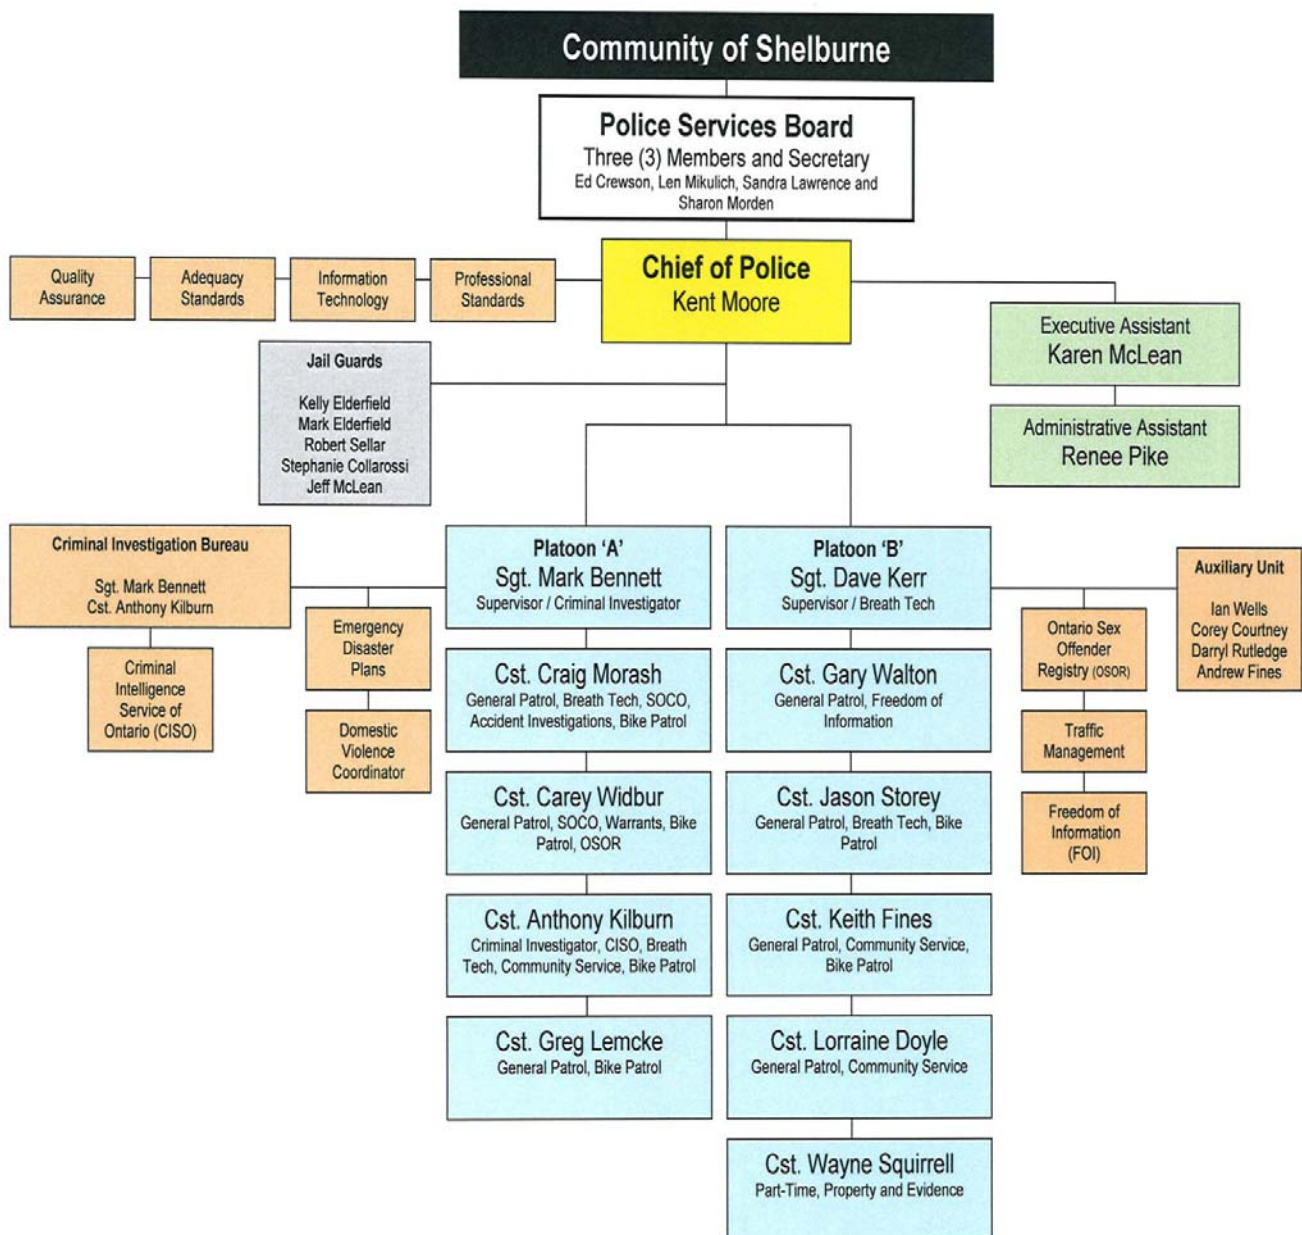 Community of Shelburne
Police Services Board
Three (3) Members and Secretary
Ed Crewson, Len Mikulich, Sandra Lawrence and
Sharon Morden
Quality
Assurance
Adequacy
Standards
Information
Technology
Professional
Standards
Chief of Police
Kent Moore
Executive Assistant
Karen McLean
Administrative Assistant
Renee Pike
Jail Guards
Kelly Elderfield
Mark Elderfield
Robert Sellar
Stephanie Collarossi
Jeff McLean
Criminal Investigation Bureau
Sgt. Mark Bennett
Cst. Anthony Kilburn
Criminal
Intelligence
Service of
Ontario (CISO)
Emergency
Disaster
Plans
Domestic
Violence
Coordinator
Platoon ‘A’
Sgt. Mark Bennett
Supervisor / Criminal Investigator
Cst. Craig Morash
General Patrol, Breath Tech, SOCO,
Accident Investigations, Bike Patrol
Cst. Carey Widbur
General Patrol, SOCO, Warrants, Bike
Patrol, OSOR
Cst. Anthony Kilburn
Criminal Investigator, CISO, Breath
Tech, Community Service, Bike Patrol
Cst. Greg Lemcke
General Patrol, Bike Patrol
Platoon ‘B’
Sgt. Dave Kerr
Supervisor / Breath Tech
Cst. Gary Walton
General Patrol, Freedom of
Information
Cst. Jason Storey
General Patrol, Breath Tech, Bike
Patrol
Cst. Keith Fines
General Patrol, Community Service,
Bike Patrol
Cst. Lorraine Doyle
General Patrol, Community Service
Cst. Wayne Squirrell
Part-Time, Property and Evidence
Ontario Sex
Offender
Registry (OSOR)
Traffic
Management
Freedom of
Information
(FOI)
Auxiliary Unit
Ian Wells
Corey Courtney
Darryl Rutledge
Andrew Fines